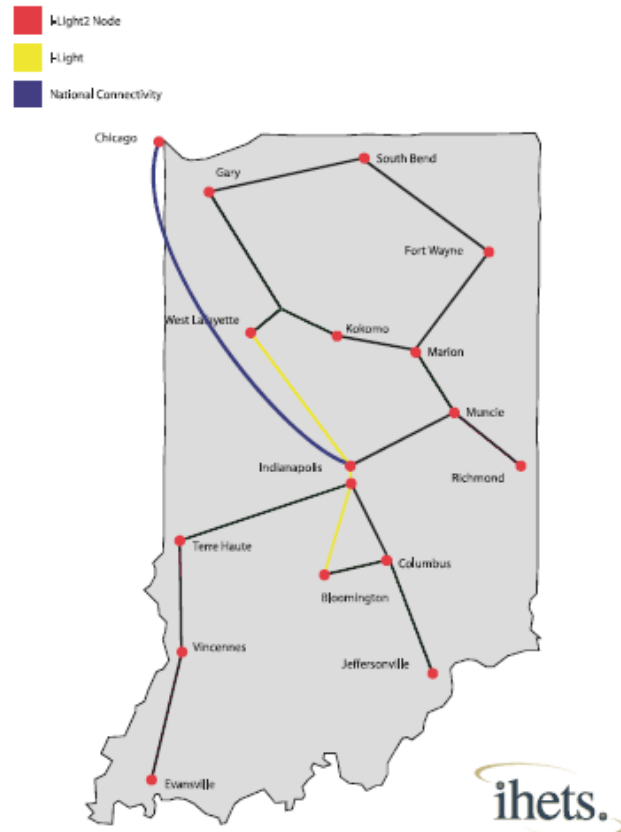 I-Light2 Node
I-Light
National Connectivity
Chicago
South Bend
Gary
Fort Wayne
West Lafayette
Kokomo
Marion
Muncie
Indianapolis
Richmond
Terre Haute
Columbus
Bloomington
Vincennes
Jeffersonville
Evansville
ihets.